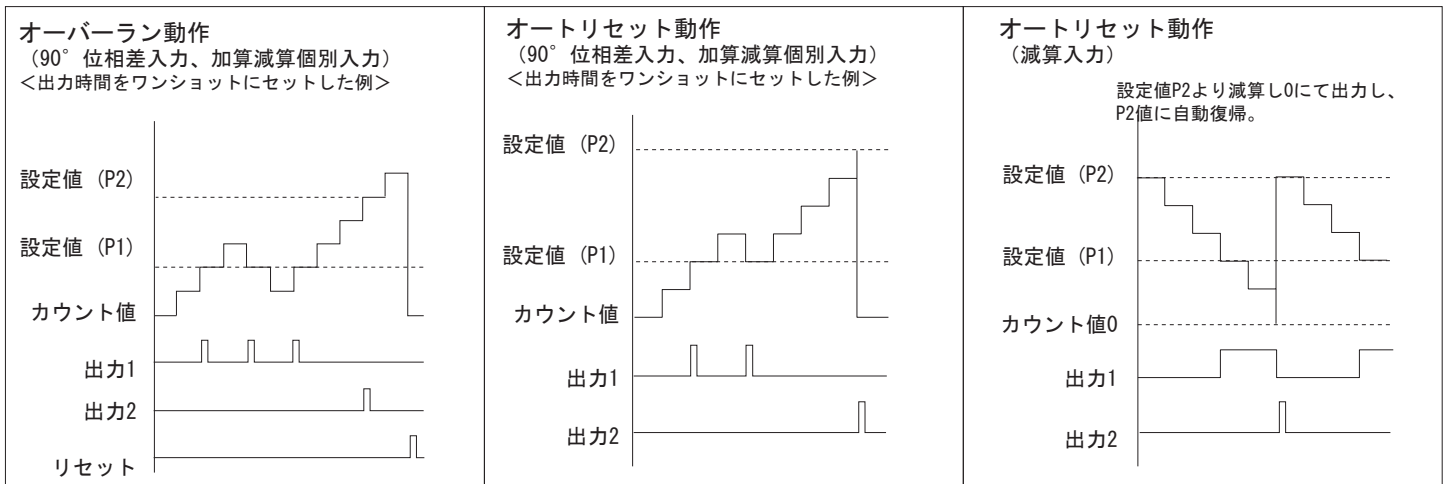 オーバーラン動作
（90°位相差入力、加算減算個別入力）
＜出力時間をワンショットにセットした例＞
設定値（P2）
設定値（P1）
カウント値
出力1
出力2
リセット
オートリセット動作
（90°位相差入力、加算減算個別入力）
＜出力時間をワンショットにセットした例＞
設定値（P2）
設定値（P1）
カウント値
出力1
出力2
オートリセット動作
（減算入力）
設定値P2より減算し0にて出力し、
P2値に自動復帰。
設定値（P2）
設定値（P1）
カウント値0
出力1
出力2